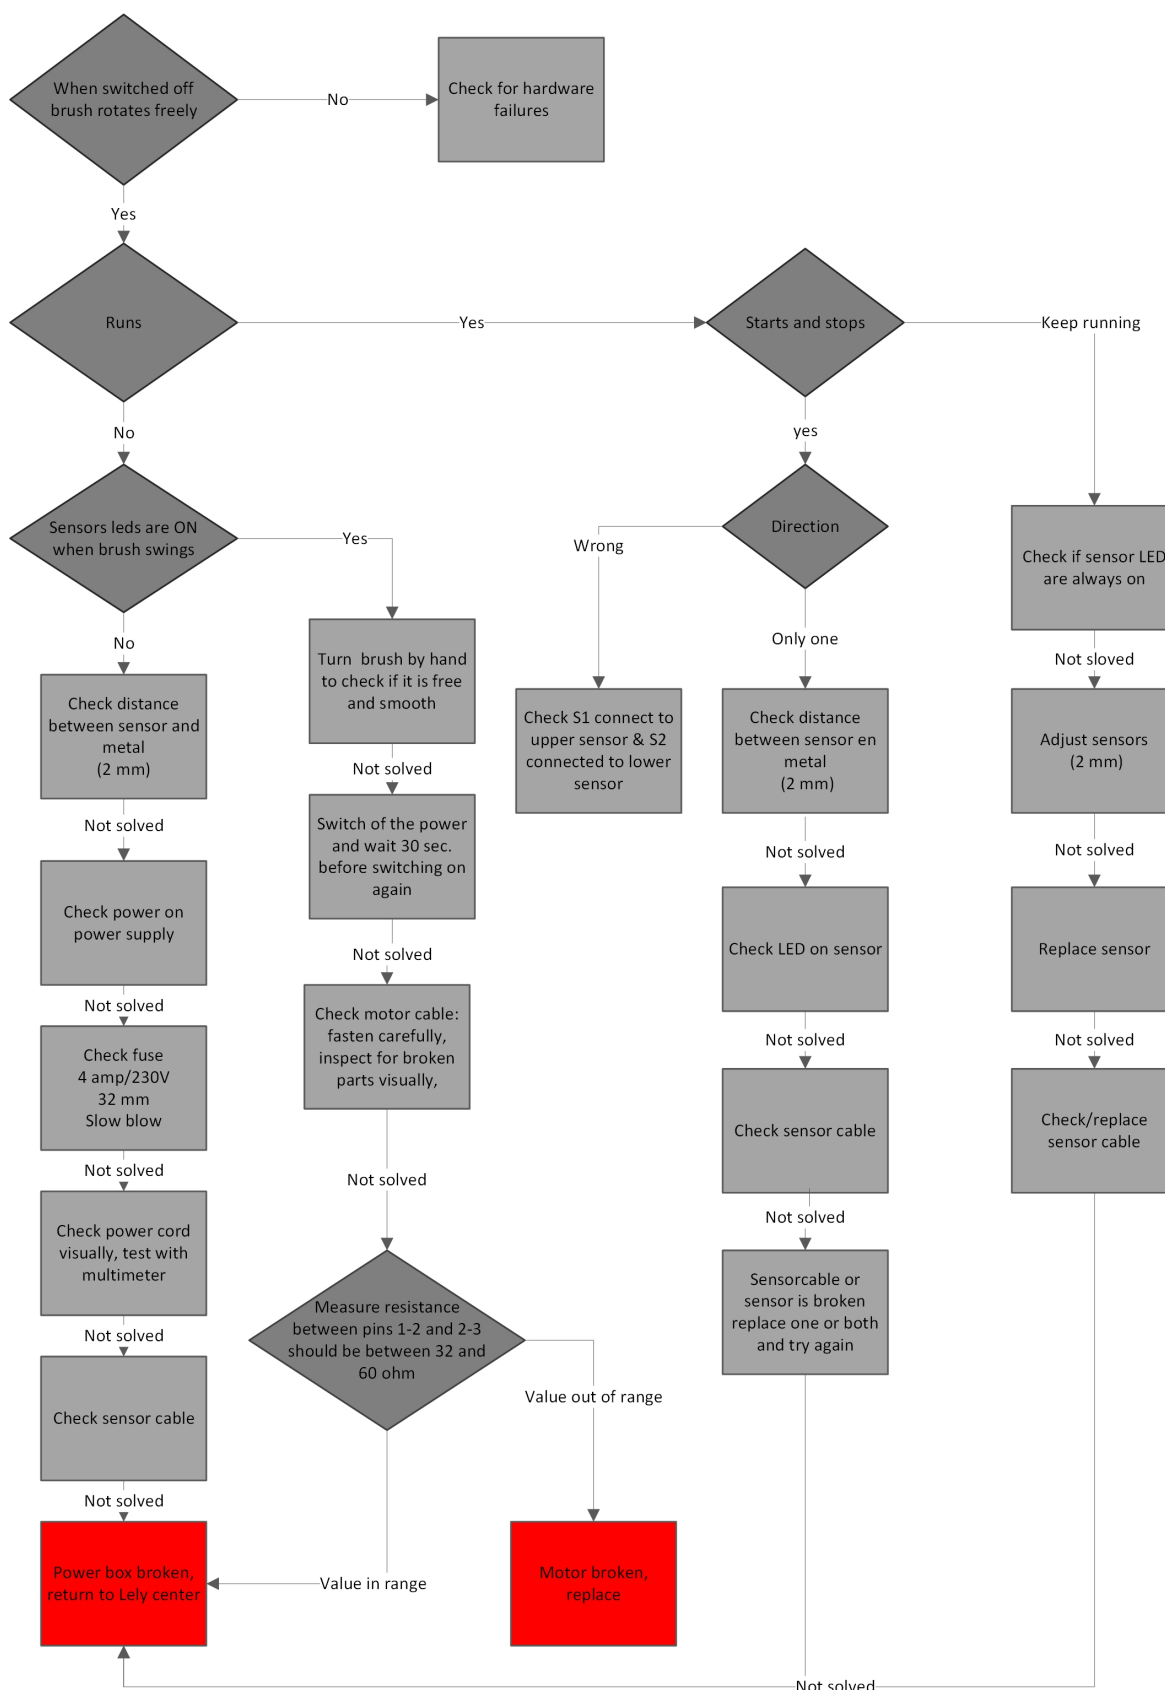 When switched off
brush rotates freely
No
Check for hardware
failures
Yes
Runs
Yes
Starts and stops
Keep running
No
yes
Sensors leds are ON
when brush swings
Yes
Direction
Wrong
Check if sensor LED
are always on
No
Only one
Turn brush by hand
to check if it is free
and smooth
Not sloved
Check distance
between sensor and
metal
(2 mm)
Check S1 connect to
upper sensor & S2
connected to lower
sensor
Check distance
between sensor en
metal
(2 mm)
Adjust sensors
(2 mm)
Not solved
Not solved
Switch of the power
and wait 30 sec.
before switching on
again
Not solved
Not solved
Check power on
power supply
Check LED on sensor
Replace sensor
Not solved
Not solved
Check motor cable:
fasten carefully,
inspect for broken
parts visually,
Not solved
Not solved
Check fuse
4 amp/230V
32 mm
Slow blow
Check sensor cable
Check/replace
sensor cable
Not solved
Not solved
Not solved
Check power cord
visually, test with
multimeter
Sensorcable or
sensor is broken
replace one or both
and try again
Not solved
Measure resistance
between pins 1-2 and 2-3
should be between 32 and
60 ohm
Check sensor cable
Value out of range
Not solved
Power box broken,
return to Lely center
Value in range
Motor broken,
replace
Not solved